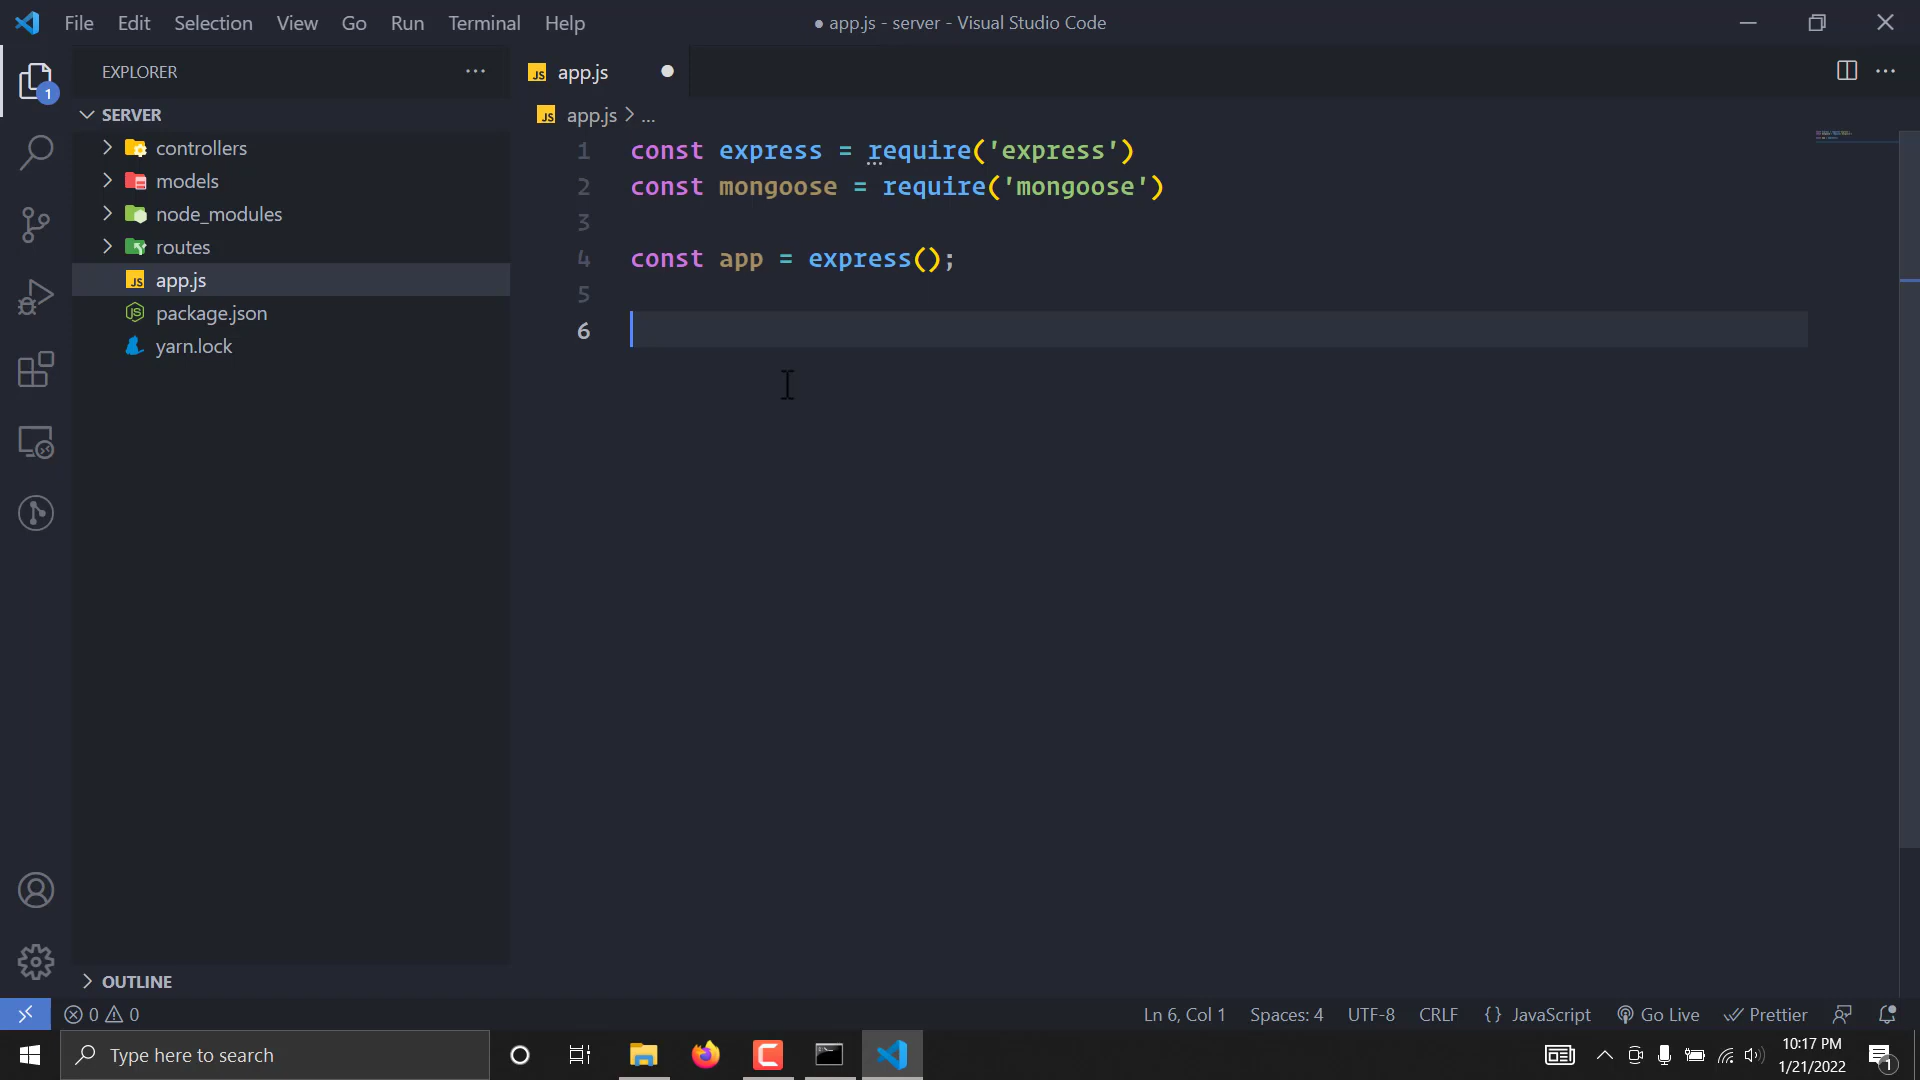 File Edit Selection View Go Run Terminal Help
● app.js - server - Visual Studio Code
EXPLORER
1
SERVER
controllers
models
node_modules
routes
JS app.js
package.json
yarn.lock
OUTLINE
JS app.js
JS app.js > ...
1 const express = require('express')
2 const mongoose = require('mongoose')
3
4 const app = express();
5
6
0 0
Ln 6, Col 1 Spaces: 4 UTF-8 CRLF {} JavaScript Go Live Prettier
Type here to search
10:17 PM
1/21/2022
1